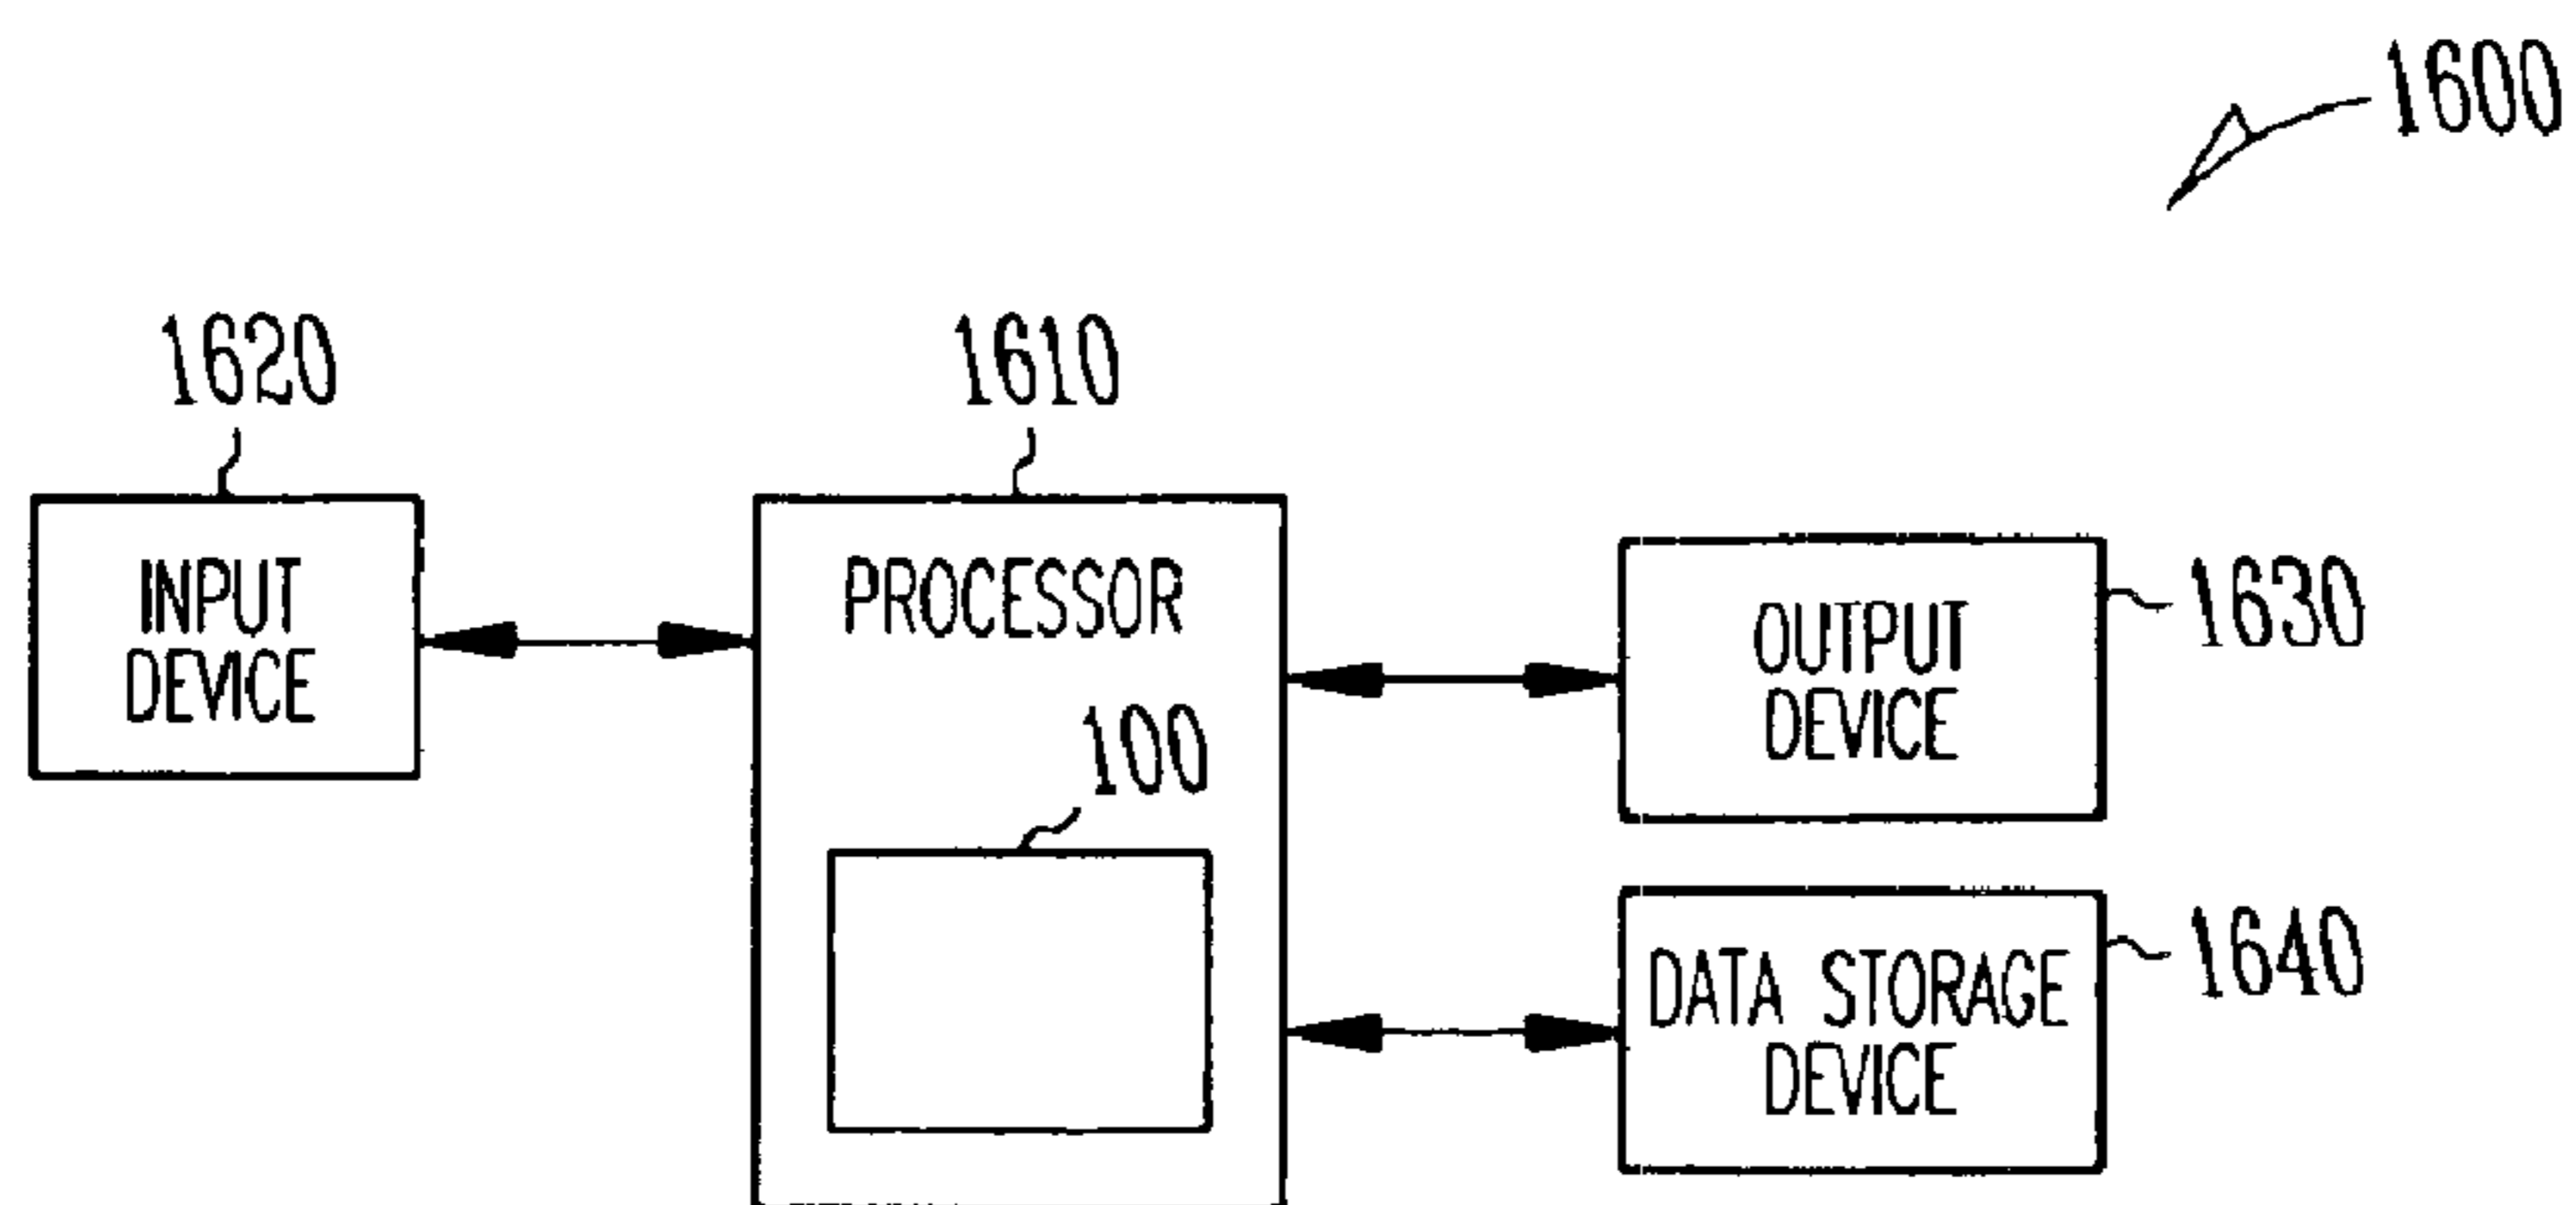 1600
1620
1610
INPUT
DEVICE
PROCESSOR
100
OUTPUT
DEVICE
1630
DATA STORAGE
DEVICE
1640